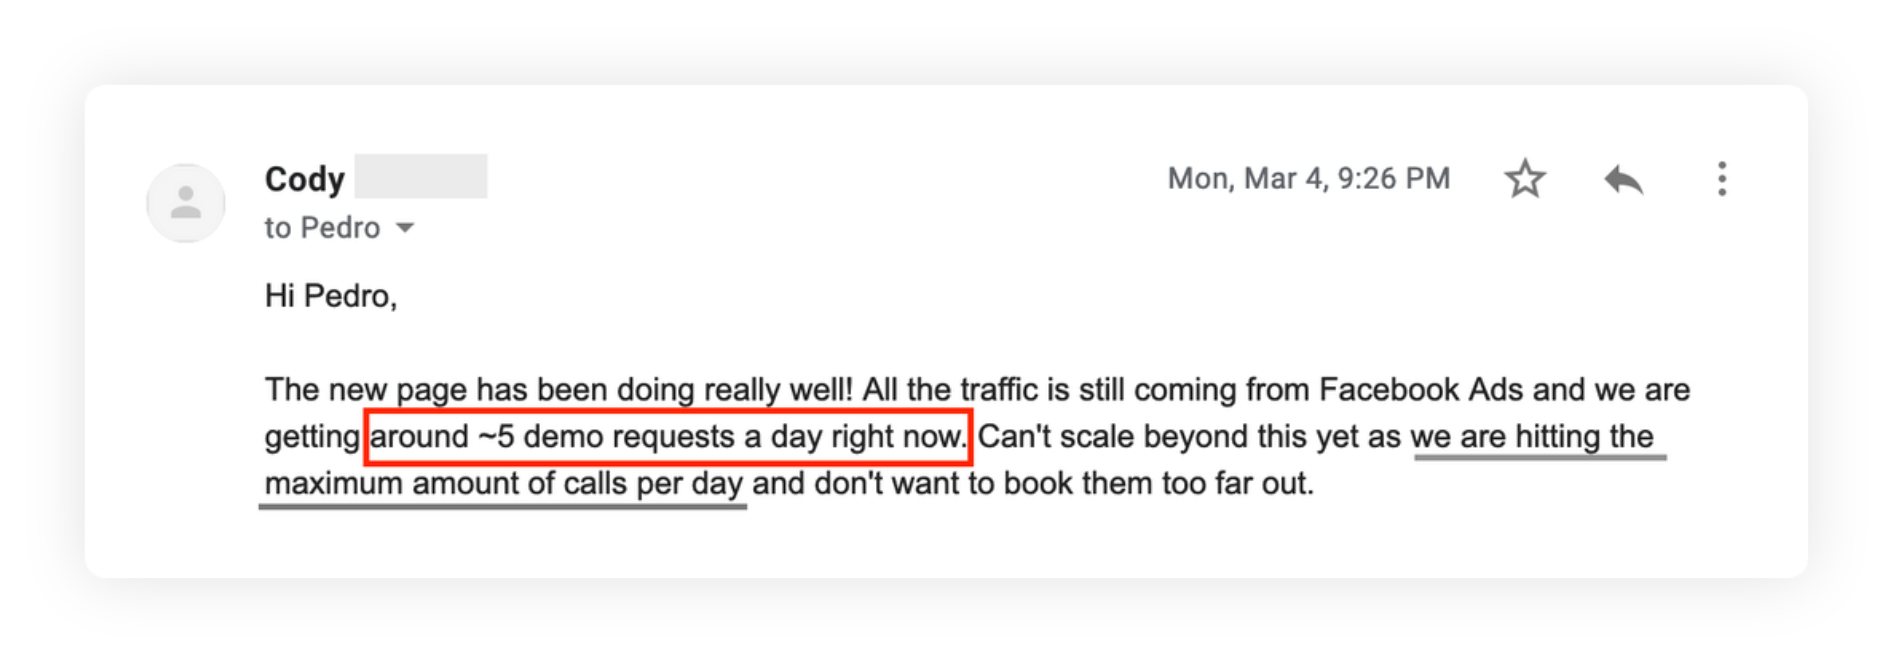 Cody
Mon, Mar 4, 9:26 PM
to Pedro
Hi Pedro,
The new page has been doing really well! All the traffic is still coming from Facebook Ads and we are
getting around ~5 demo requests a day right now. Can't scale beyond this yet as we are hitting the
maximum amount of calls per day and don't want to book them too far out.